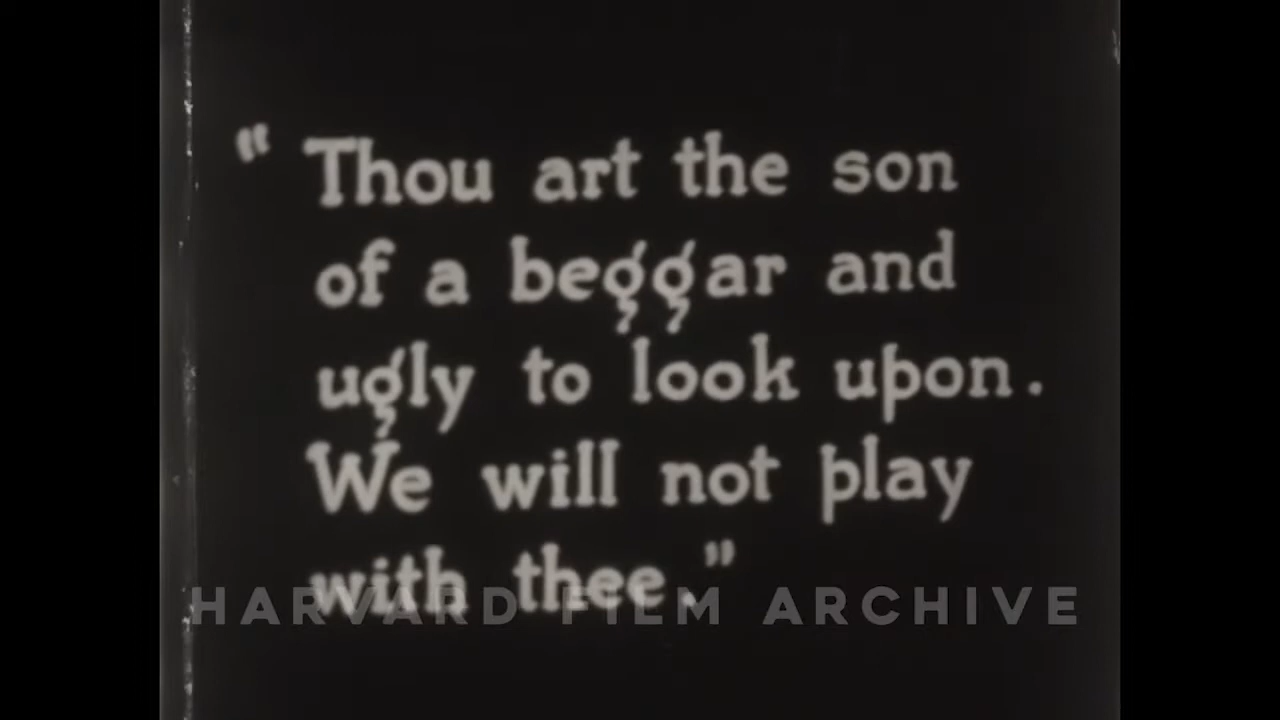 "Thou art the son
of a beggar and
ugly to look upon.
We will not play
with thee."
HARVARD FILM ARCHIVE